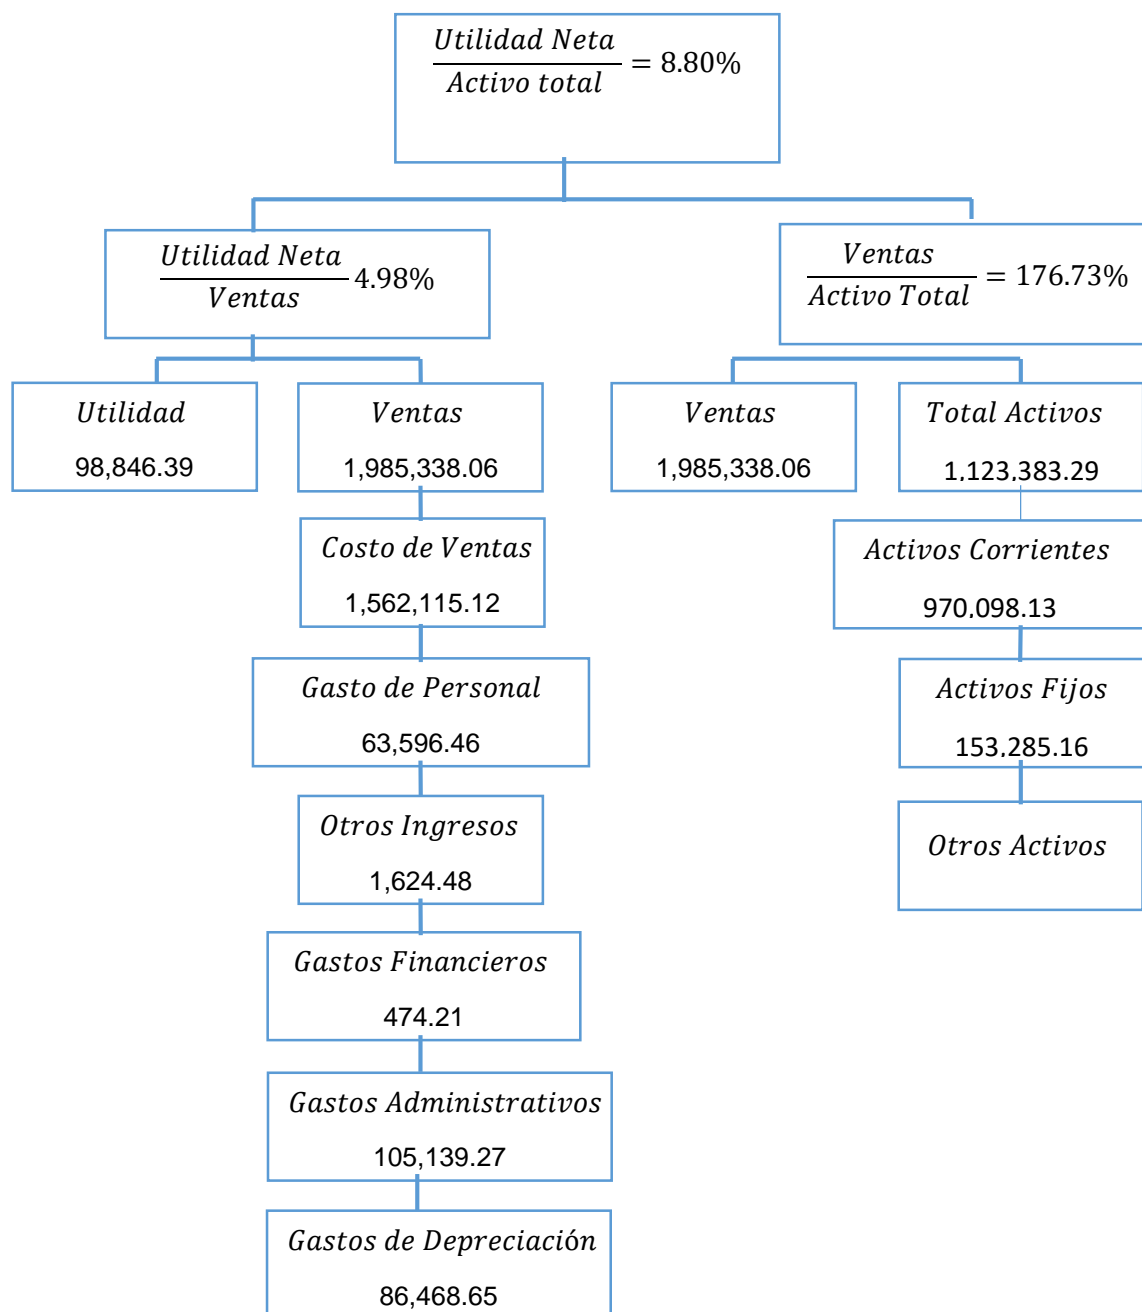 Utilidad Neta
Activo total
= 8.80%
Utilidad Neta
Ventas
4.98%
Ventas
Activo Total
= 176.73%
Utilidad
98,846.39
Ventas
1,985,338.06
Ventas
1,985,338.06
Total Activos
1,123,383.29
Costo de Ventas
1,562,115.12
Activos Corrientes
970,098.13
Gasto de Personal
63,596.46
Activos Fijos
153,285.16
Otros Ingresos
1,624.48
Otros Activos
Gastos Financieros
474.21
Gastos Administrativos
105,139.27
Gastos de Depreciación
86,468.65